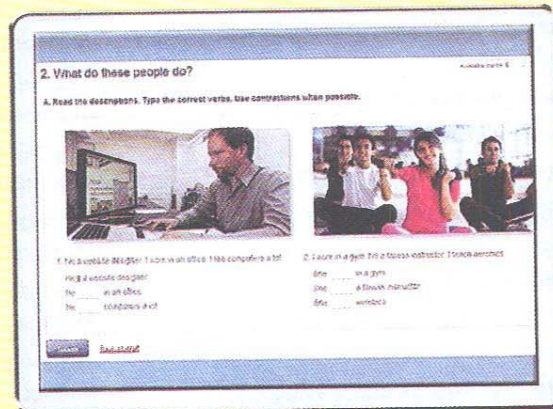 2. What do these people do?
A. Read the descriptions. Type the correct verbs. Use contractions when possible.
1. I'm a website designer. I work in an office. I use computers a lot.
He's a website designer.
He ____ in an office.
He ____ computers a lot.
2. I work in a gym. I'm a fitness instructor. I teach aerobics.
She ____ in a gym.
She ____ a fitness instructor.
She ____ aerobics.